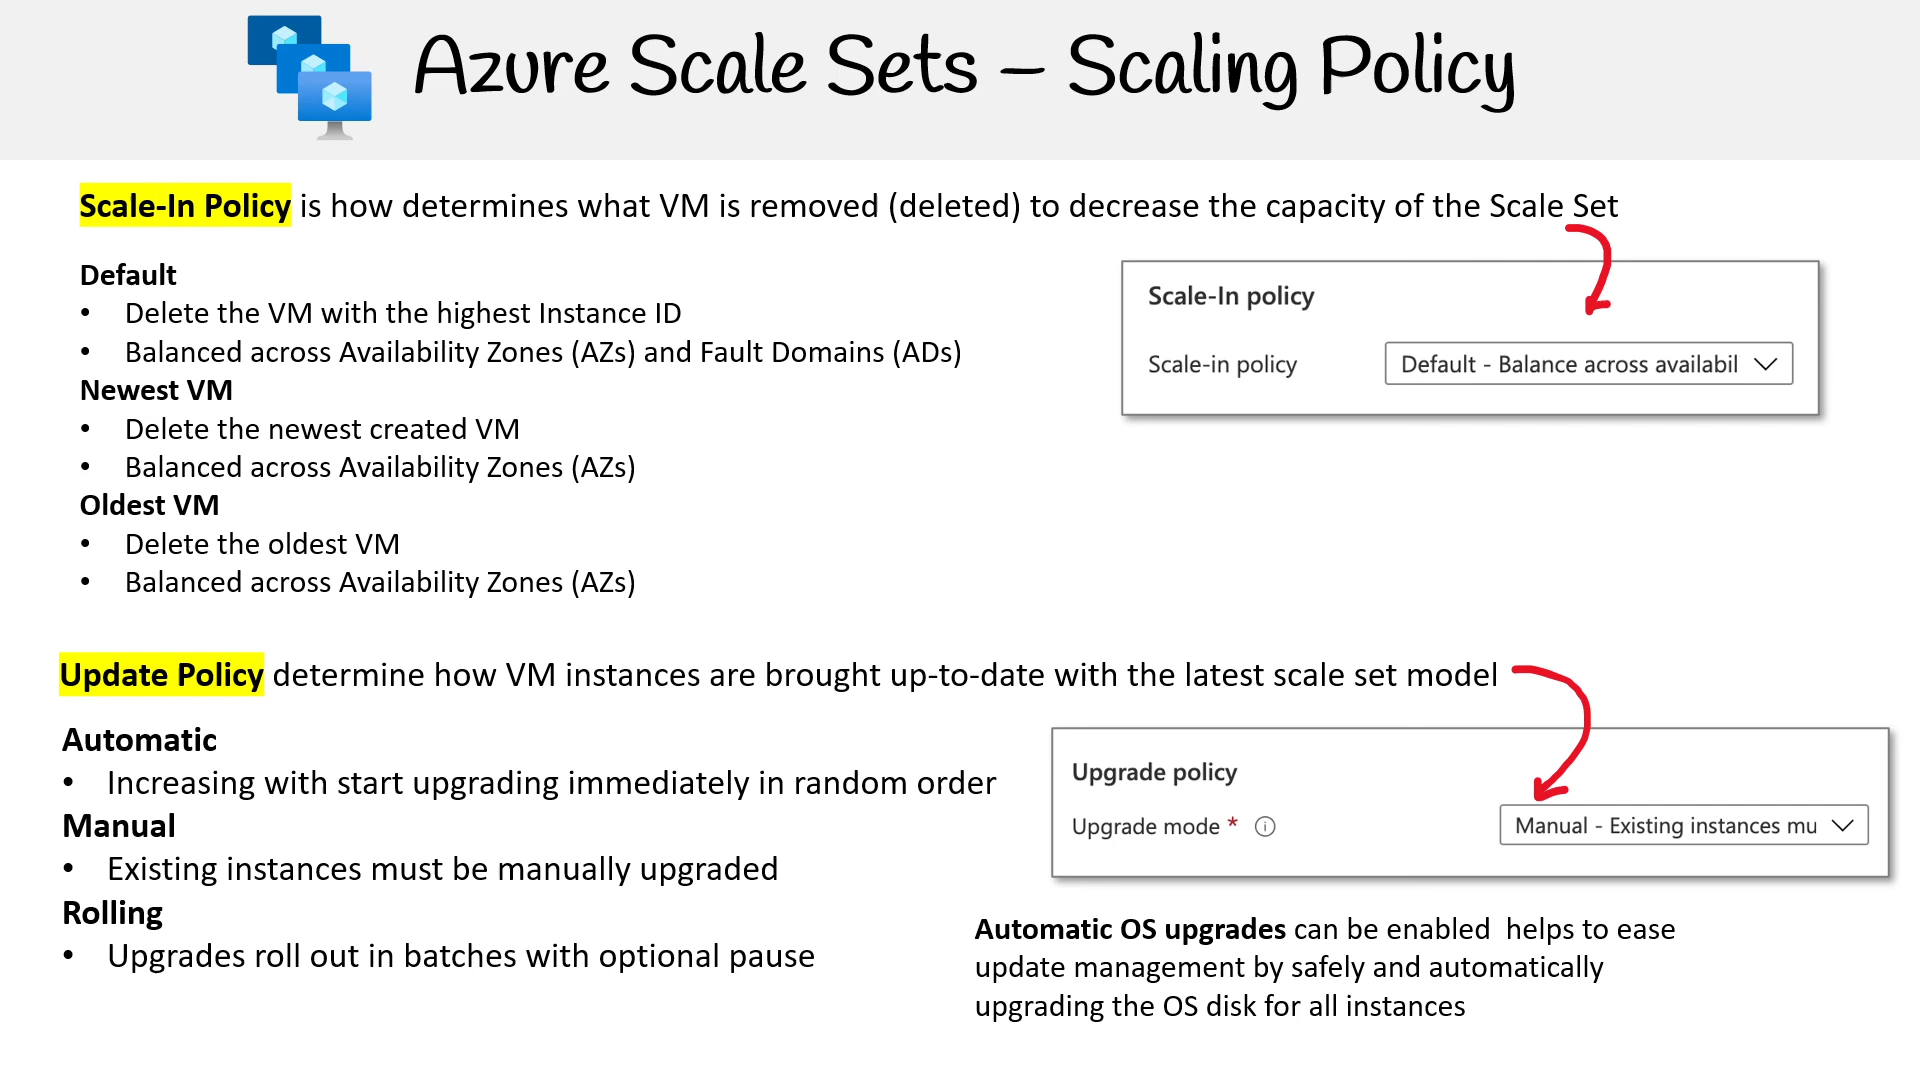 Azure Scale Sets – Scaling Policy
Scale-In Policy is how determines what VM is removed (deleted) to decrease the capacity of the Scale Set
Default
• Delete the VM with the highest Instance ID
• Balanced across Availability Zones (AZs) and Fault Domains (ADs)
Newest VM
• Delete the newest created VM
• Balanced across Availability Zones (AZs)
Oldest VM
• Delete the oldest VM
• Balanced across Availability Zones (AZs)
Scale-In policy
Scale-in policy
Default - Balance across availabil
Update Policy determine how VM instances are brought up-to-date with the latest scale set model
Automatic
• Increasing with start upgrading immediately in random order
Manual
• Existing instances must be manually upgraded
Rolling
• Upgrades roll out in batches with optional pause
Upgrade policy
Upgrade mode *
Manual - Existing instances mu
Automatic OS upgrades can be enabled  helps to ease
update management by safely and automatically
upgrading the OS disk for all instances